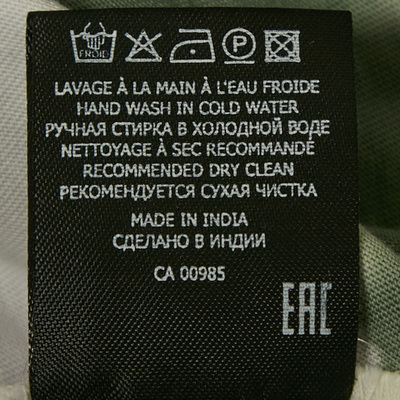 FROID P
LAVAGE À LA MAIN À L'EAU FROIDE
HAND WASH IN COLD WATER
РУЧНАЯ СТИРКА В ХОЛОДНОЙ ВОДЕ
NETTOYAGE À SEC RECOMMANDÉ
RECOMMENDED DRY CLEAN
РЕКОМЕНДУЕТСЯ СУХАЯ ЧИСТКА
MADE IN INDIA
СДЕЛАНО В ИНДИИ
CA 00985
EAC